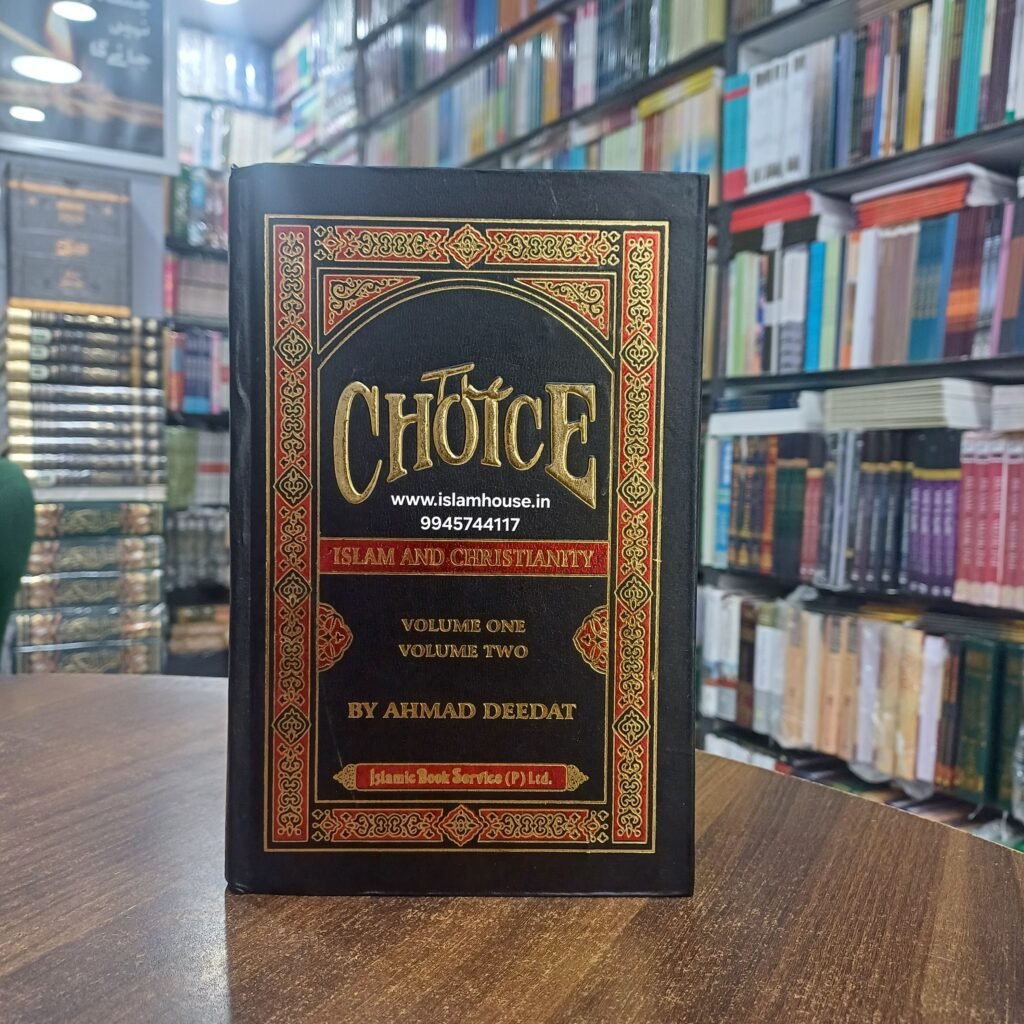 The
CHOICE
www.islamhouse.in
9945744117
ISLAM AND CHRISTIANITY
VOLUME ONE
VOLUME TWO
BY AHMAD DEEDAT
Islamic Book Service (P) Ltd.